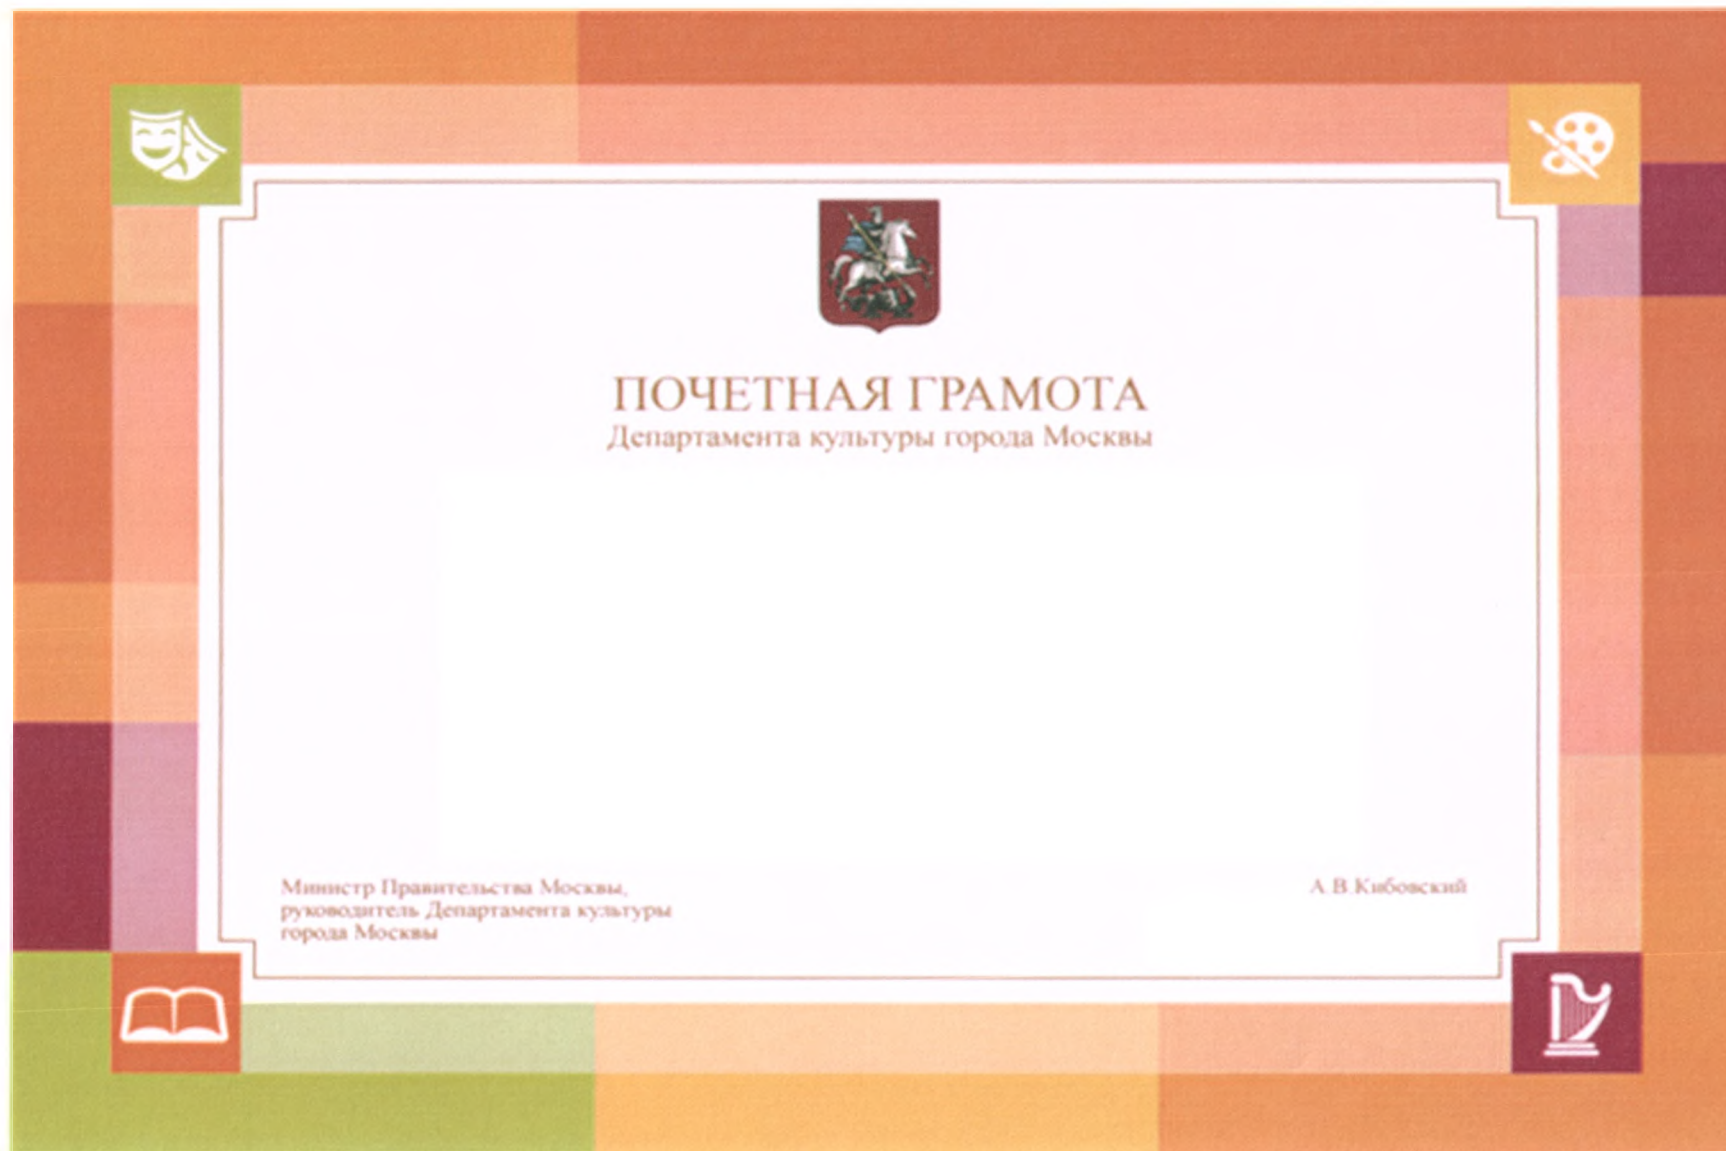 ПОЧЕТНАЯ ГРАМОТА
Департамента культуры города Москвы
Министр Правительства Москвы,
руководитель Департамента культуры
города Москвы
А.В.Кибовский